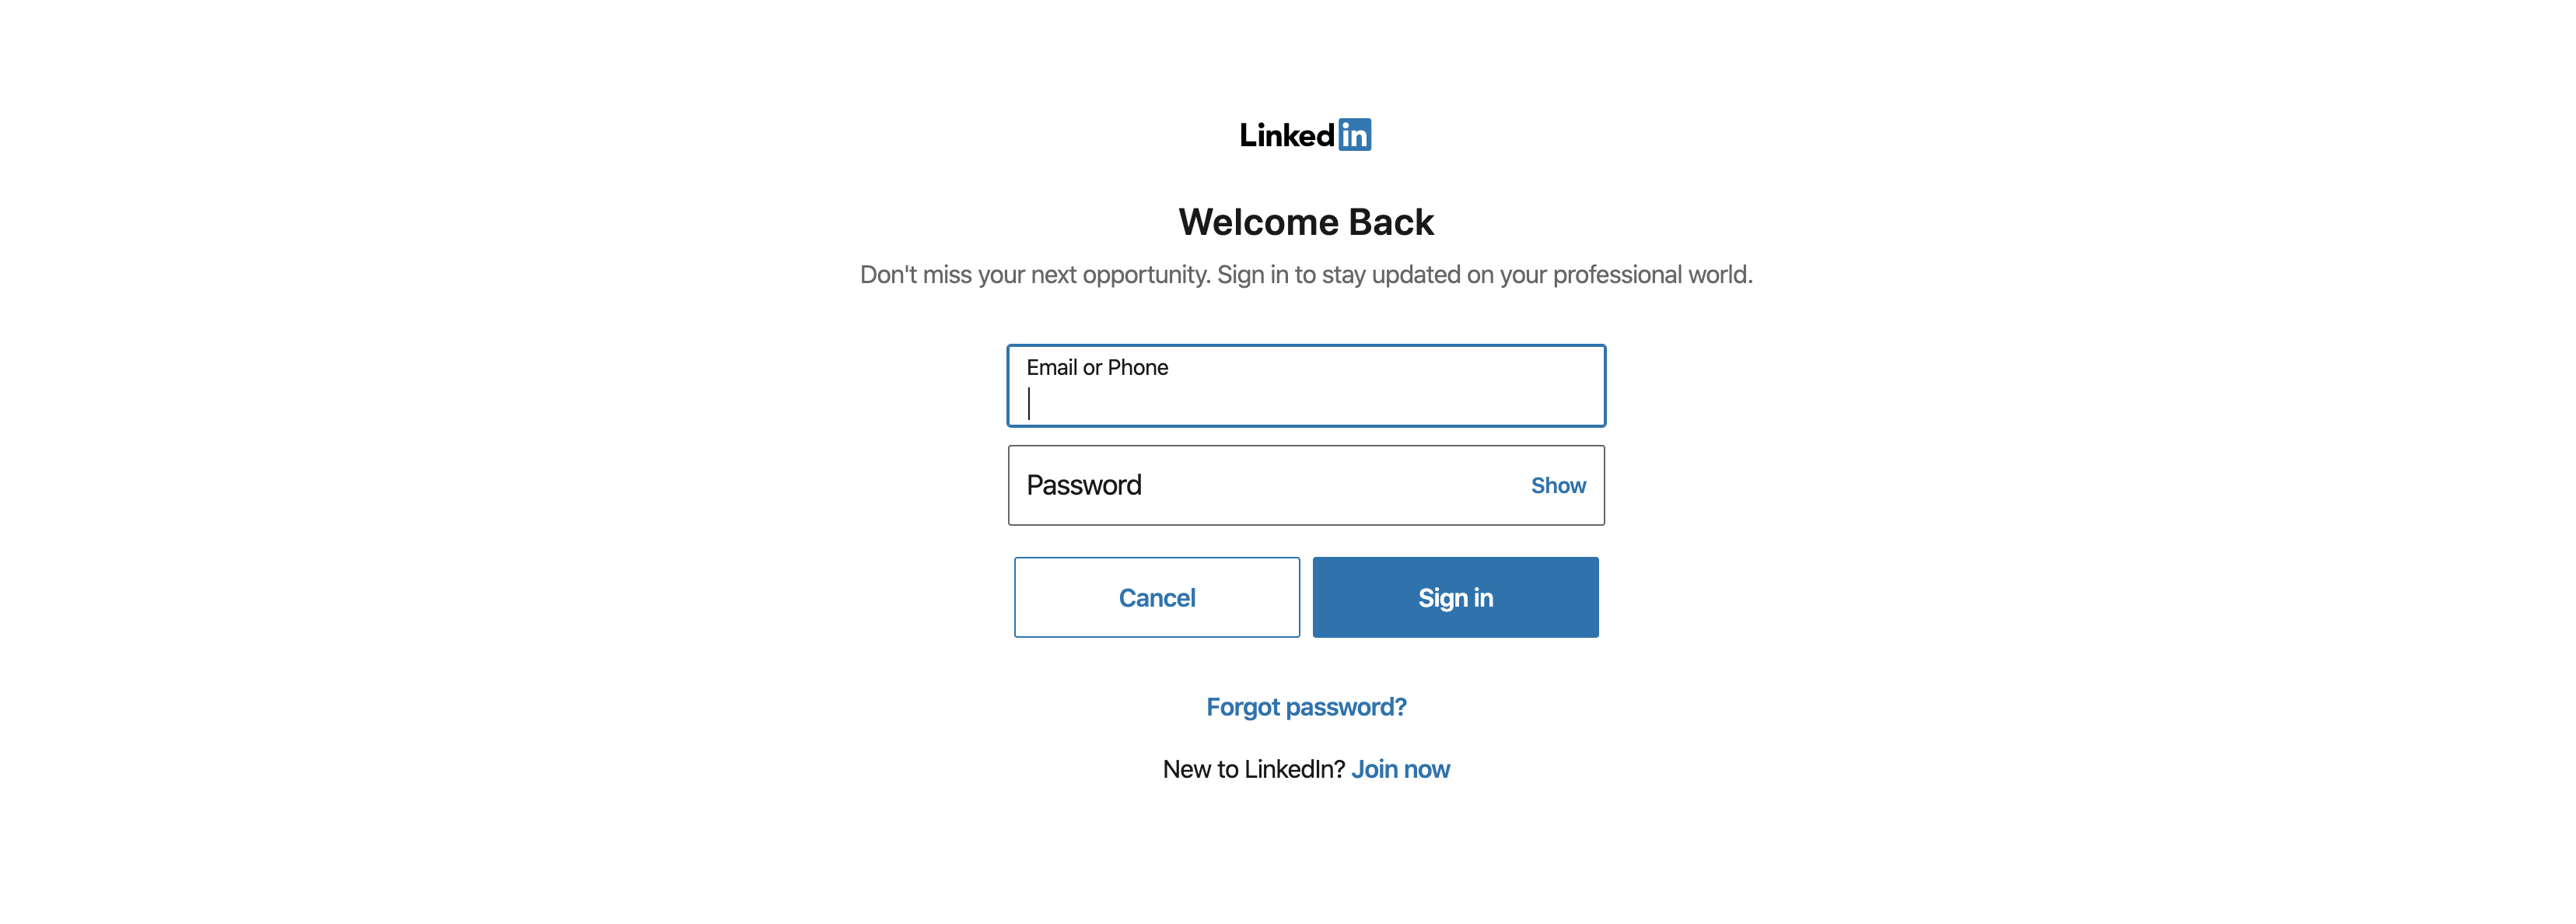 Linkedin
Welcome Back
Don't miss your next opportunity. Sign in to stay updated on your professional world.
Email or Phone
Password Show
Cancel Sign in
Forgot password?
New to LinkedIn? Join now